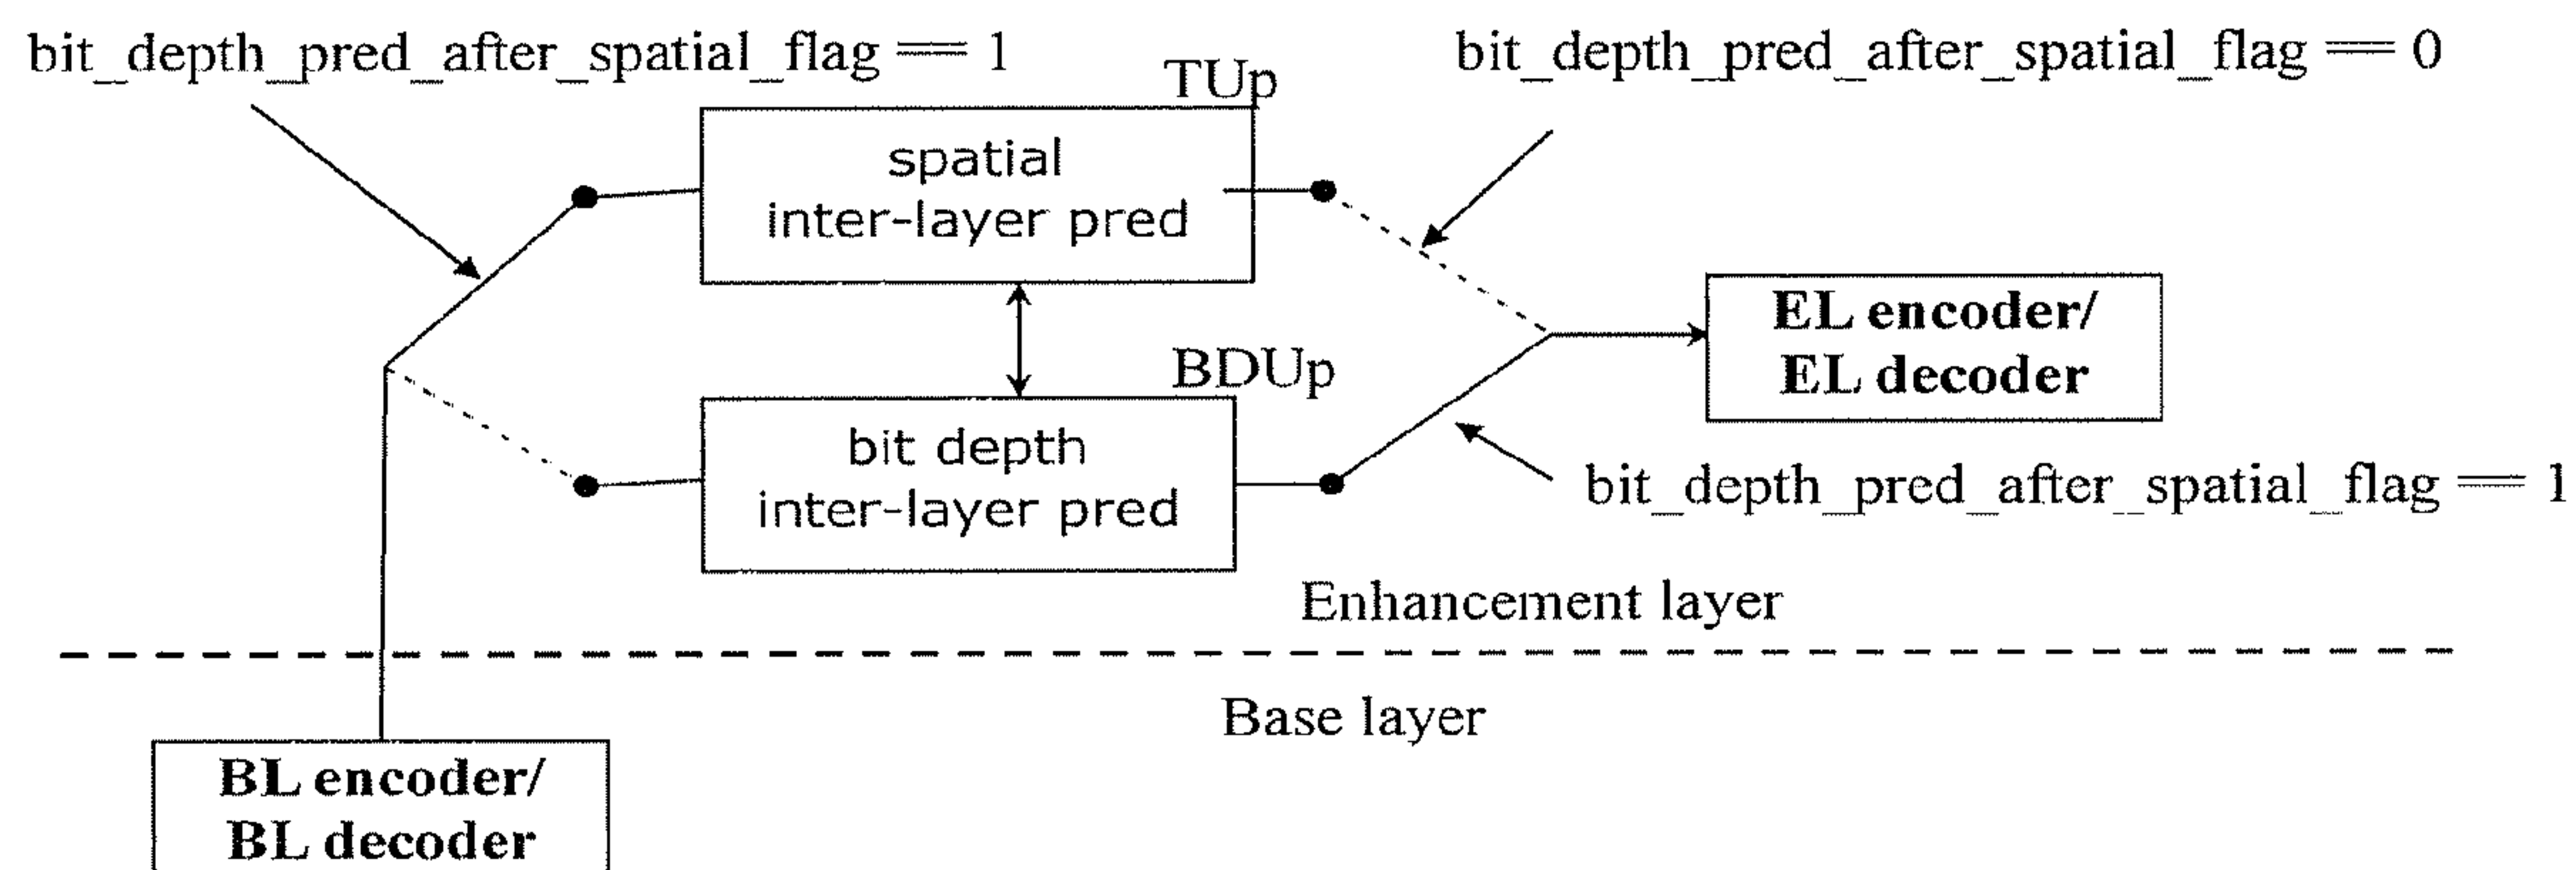 bit_depth_pred_after_spatial_flag == 1
bit_depth_pred_after_spatial_flag == 0
TUp
spatial
inter-layer pred
EL encoder/
EL decoder
BDUp
bit depth
inter-layer pred
bit_depth_pred_after_spatial_flag == 1
Enhancement layer
Base layer
BL encoder/
BL decoder